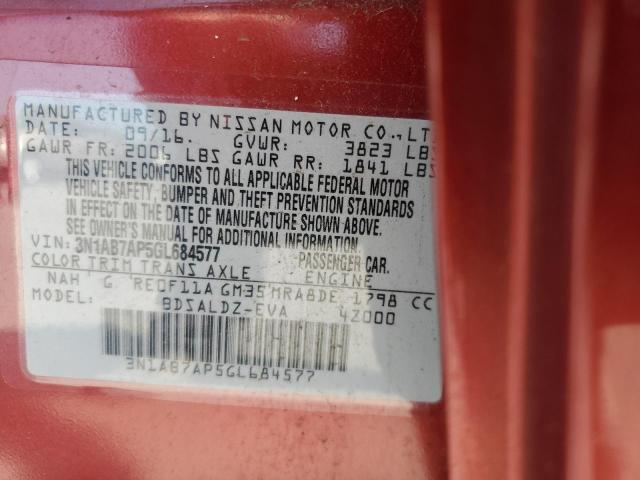 MANUFACTURED BY NISSAN MOTOR CO., LT
DATE: 09/16. GVWR: 3823 LBS
GAWR FR: 2006 LBS GAWR RR: 1841 LBS
THIS VEHICLE CONFORMS TO ALL APPLICABLE FEDERAL MOTOR
VEHICLE SAFETY, BUMPER AND THEFT PREVENTION STANDARDS
IN EFFECT ON THE DATE OF MANUFACTURE SHOWN ABOVE.
SEE OWNER'S MANUAL FOR ADDITIONAL INFORMATION
VIN: 3N1AB7AP5GL684577 PASSENGER CAR.
COLOR TRIM TRANS AXLE ENGINE
NAH G RE0F11A GM35 MRA8DE 1798 CC
MODEL: BDSALDZ-EVA 4Z000
3N1AB7AP5GL684577